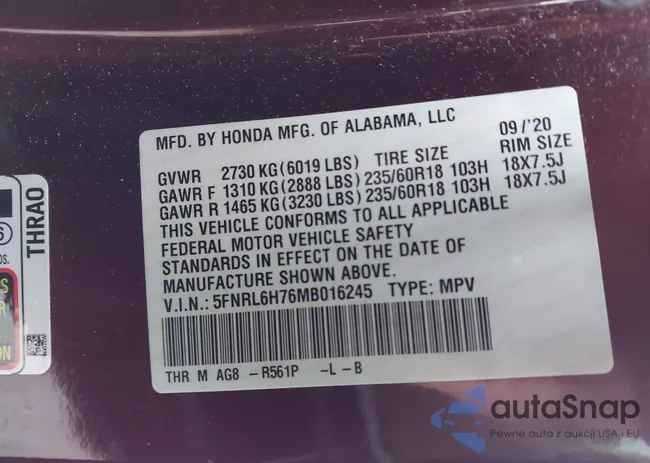 MFD. BY HONDA MFG. OF ALABAMA, LLC 09/'20
GVWR 2730 KG(6019 LBS) TIRE SIZE RIM SIZE
GAWR F 1310 KG(2888 LBS) 235/60R18 103H 18X7.5J
GAWR R 1465 KG(3230 LBS) 235/60R18 103H 18X7.5J
THIS VEHICLE CONFORMS TO ALL APPLICABLE
FEDERAL MOTOR VEHICLE SAFETY
STANDARDS IN EFFECT ON THE DATE OF
MANUFACTURE SHOWN ABOVE.
V.I.N.: 5FNRL6H76MB016245 TYPE: MPV
THR M AG8 -R561P -L-B
THRAO
autaSnap
Pewne auta z aukcji USA · EU